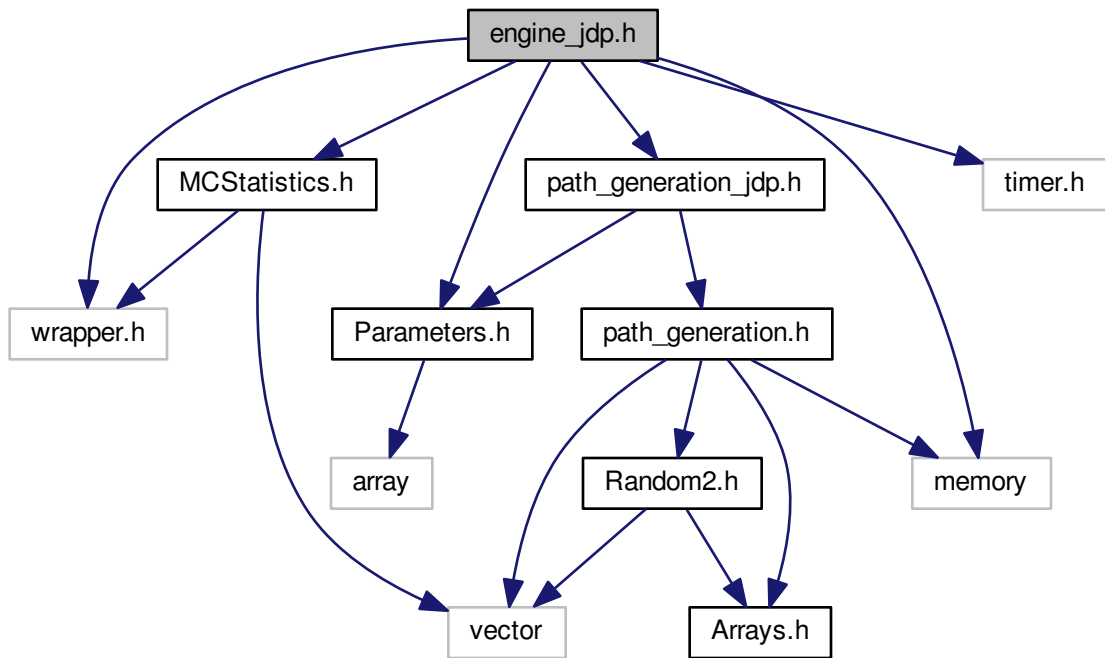 engine_jdp.h
MCStatistics.h
path_generation_jdp.h
timer.h
wrapper.h
Parameters.h
path_generation.h
array
Random2.h
memory
vector
Arrays.h